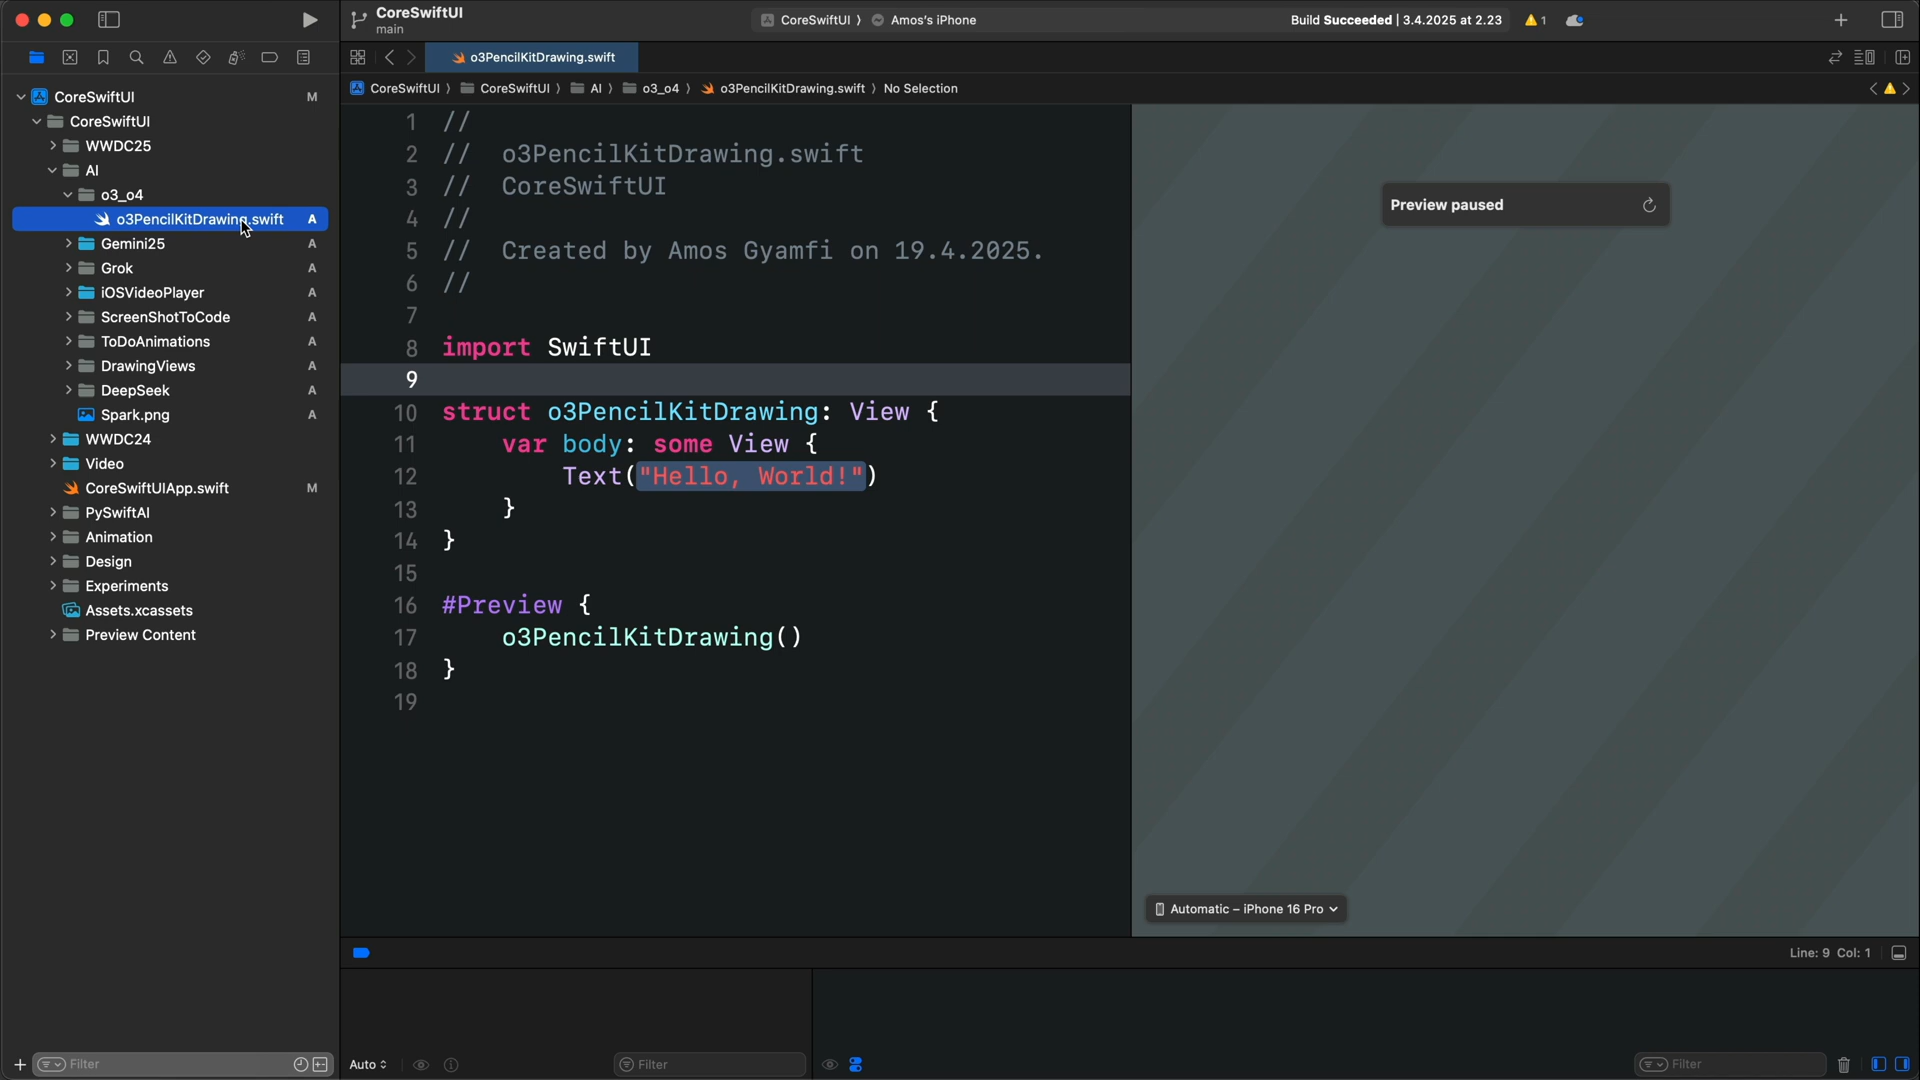 CoreSwiftUI
main
CoreSwiftUI ⟩ Amos's iPhone
Build Succeeded | 3.4.2025 at 2.23
1
o3PencilKitDrawing.swift
CoreSwiftUI ⟩ CoreSwiftUI ⟩ AI ⟩ o3_o4 ⟩ o3PencilKitDrawing.swift ⟩ No Selection
CoreSwiftUI M
CoreSwiftUI
WWDC25
AI
o3_o4
o3PencilKitDrawing.swift A
Gemini25 A
Grok A
iOSVideoPlayer A
ScreenShotToCode A
ToDoAnimations A
DrawingViews A
DeepSeek A
Spark.png A
WWDC24
Video
CoreSwiftUIApp.swift M
PySwiftAI
Animation
Design
Experiments
Assets.xcassets
Preview Content
1 //
2 //  o3PencilKitDrawing.swift
3 //  CoreSwiftUI
4 //
5 //  Created by Amos Gyamfi on 19.4.2025.
6 //
7
8 import SwiftUI
9
10 struct o3PencilKitDrawing: View {
11     var body: some View {
12         Text("Hello, World!")
13     }
14 }
15
16 #Preview {
17     o3PencilKitDrawing()
18 }
19
Preview paused
Automatic – iPhone 16 Pro
Line: 9 Col: 1
Filter
Auto
Filter
Filter